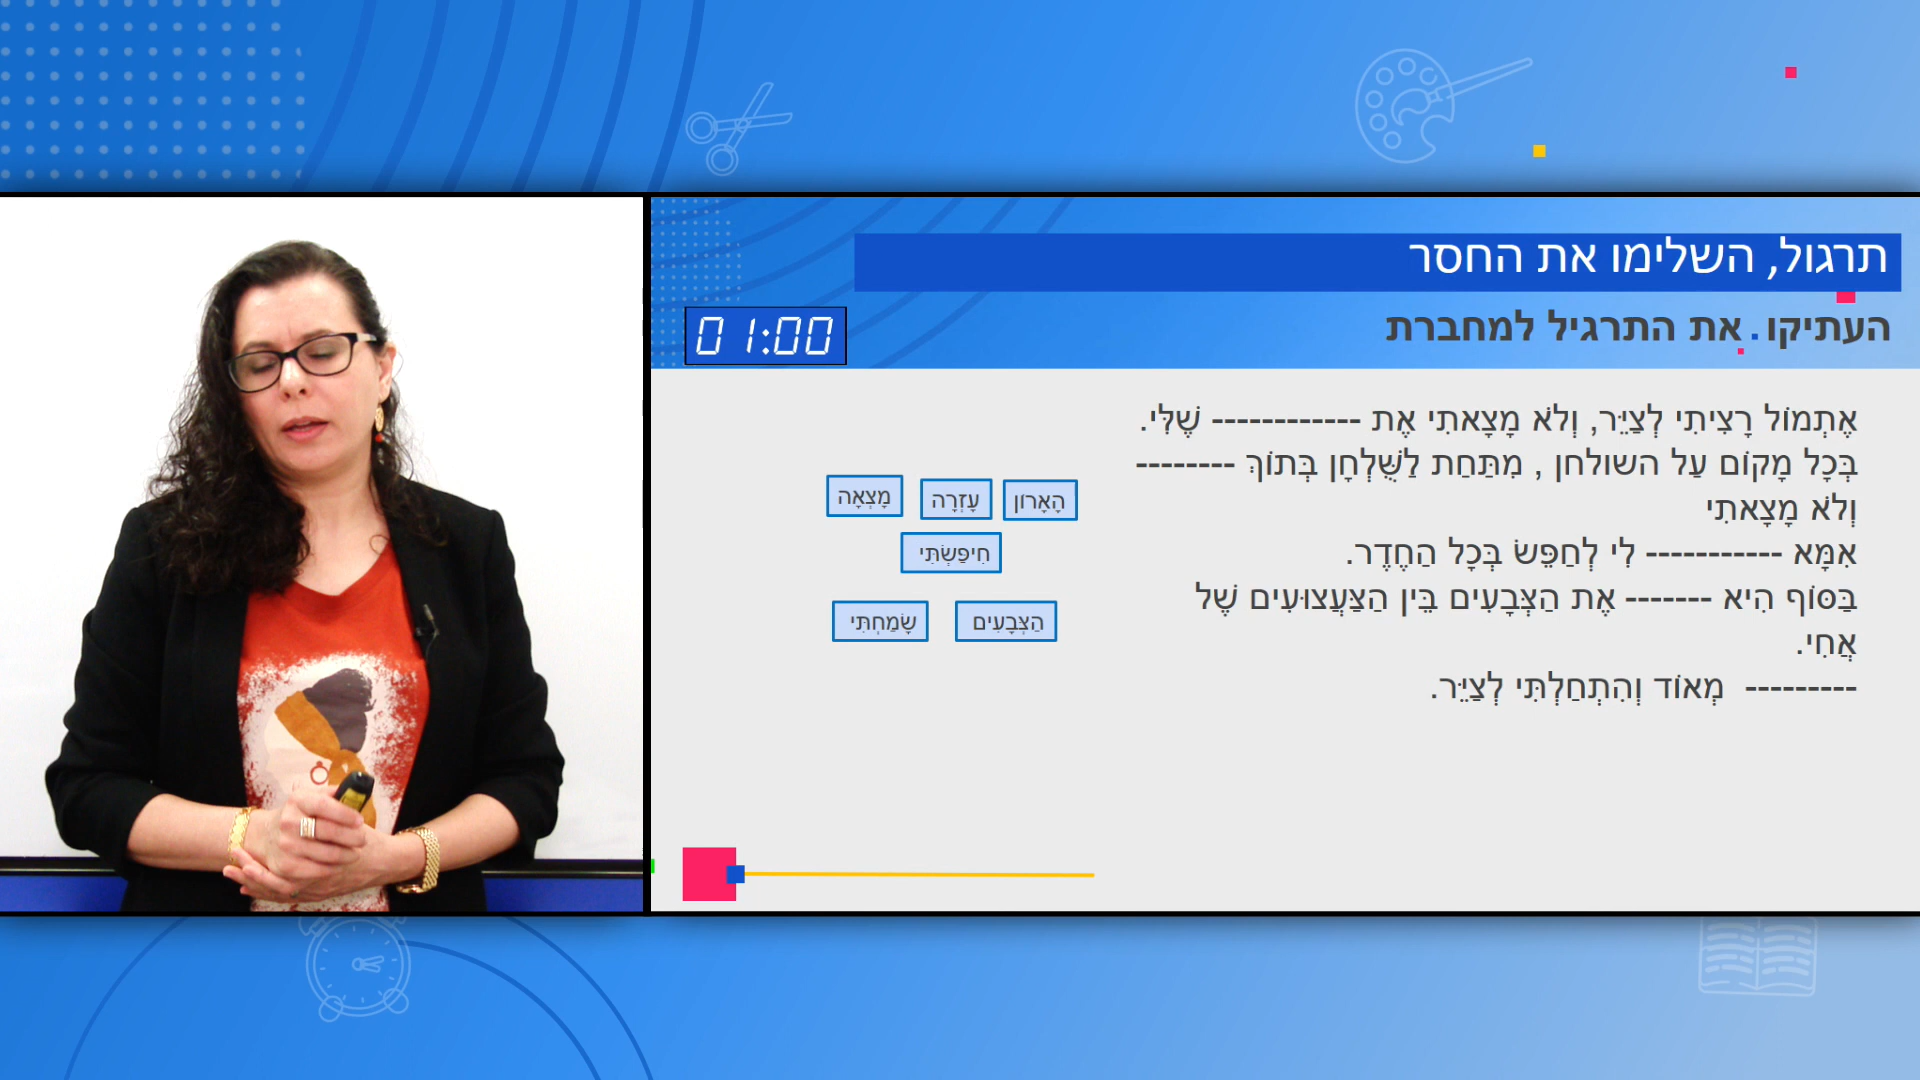 תרגול, השלימו את החסר
העתיקו את התרגיל למחברת
01:00
אֶתְמוֹל רָצִיתִי לְצַיֵּר, וְלֹא מָצָאתִי אֶת ------------ שֶׁלִּי.
בְּכָל מָקוֹם עַל השולחן , מִתַּחַת לַשֻּׁלְחָן בְּתוֹךְ --------
וְלֹא מָצָאתִי
אִמָּא ----------- לִי לְחַפֵּשׂ בְּכָל הַחֶדֶר.
בַּסּוֹף הִיא ------- אֶת הַצְּבָעִים בֵּין הַצַּעֲצוּעִים שֶׁל
אֲחִי.
--------- מְאוֹד וְהִתְחַלְתִּי לְצַיֵּר.
הָאָרוֹן
עָזְרָה
מָצְאָה
חִיפַּשְׂתִּי
הַצְּבָעִים
שָׂמַחְתִּי